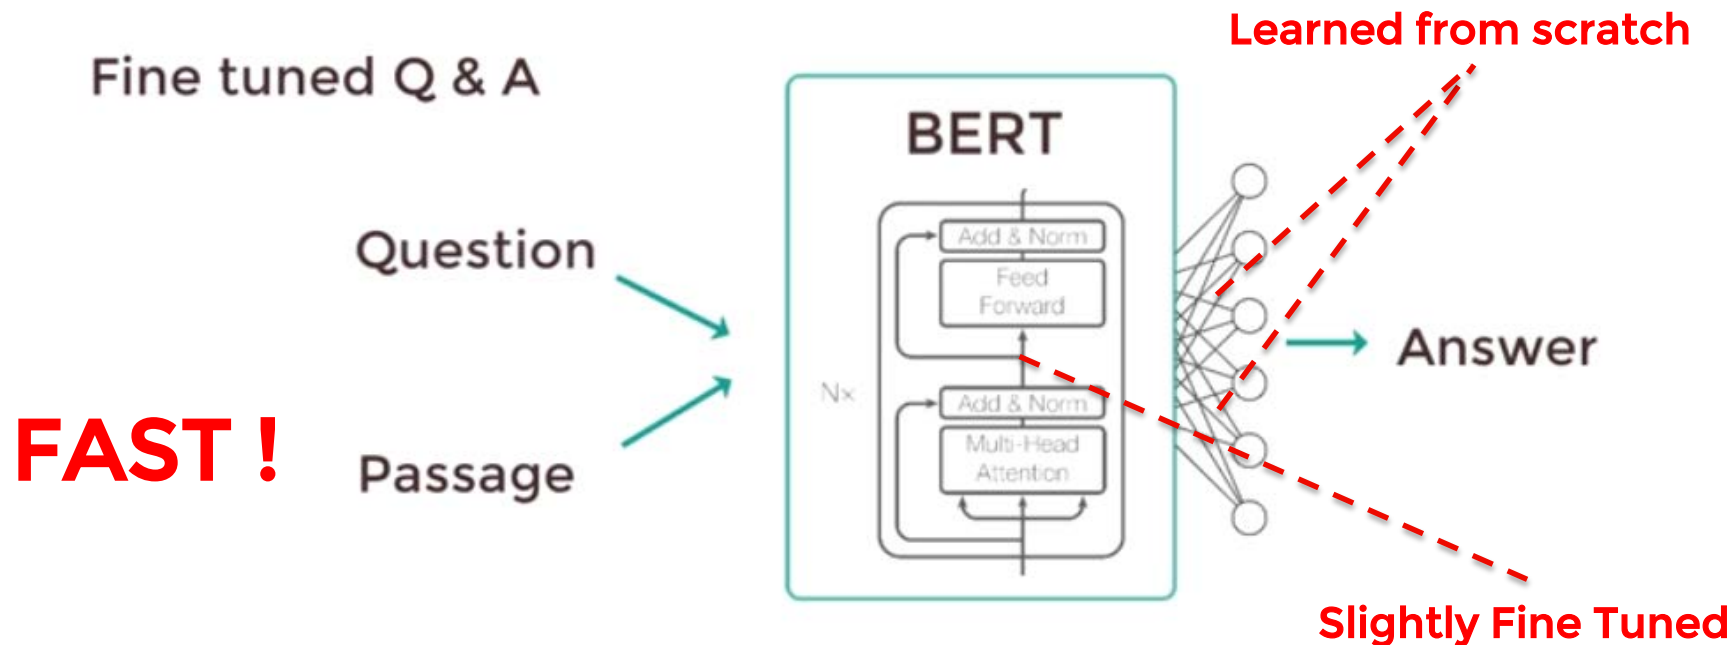 Learned from scratch
Fine tuned Q & A
BERT
Question
Add & Norm
Feed
Forward
Answer
Nx
Add & Norm
FAST !
Passage
Multi-Head
Attention
Slightly Fine Tuned